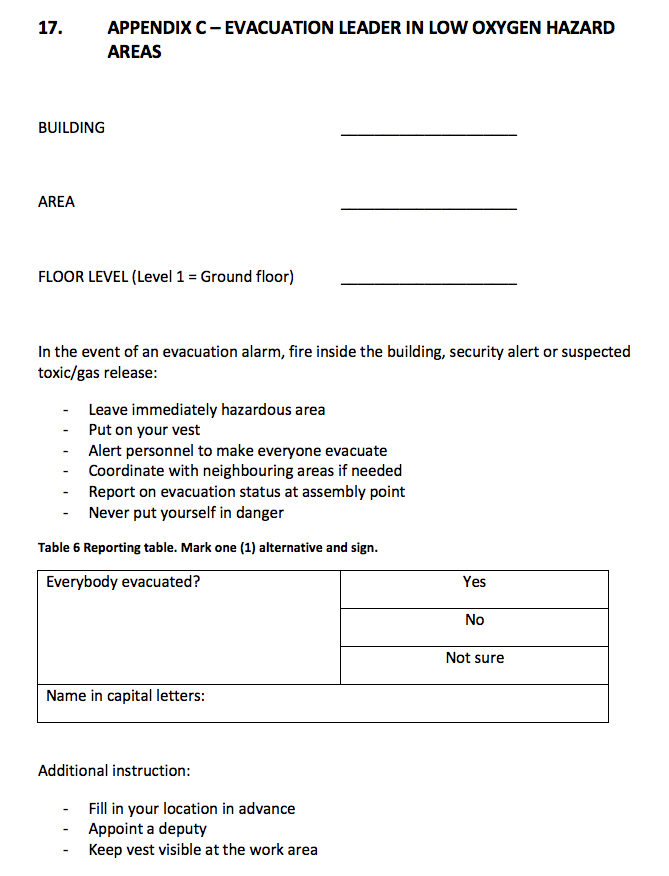 17. APPENDIX C – EVACUATION LEADER IN LOW OXYGEN HAZARD
AREAS
BUILDING
AREA
FLOOR LEVEL (Level 1 = Ground floor)
In the event of an evacuation alarm, fire inside the building, security alert or suspected
toxic/gas release:
- Leave immediately hazardous area
- Put on your vest
- Alert personnel to make everyone evacuate
- Coordinate with neighbouring areas if needed
- Report on evacuation status at assembly point
- Never put yourself in danger
Table 6 Reporting table. Mark one (1) alternative and sign.
Everybody evacuated?
Yes
No
Not sure
Name in capital letters:
Additional instruction:
- Fill in your location in advance
- Appoint a deputy
- Keep vest visible at the work area